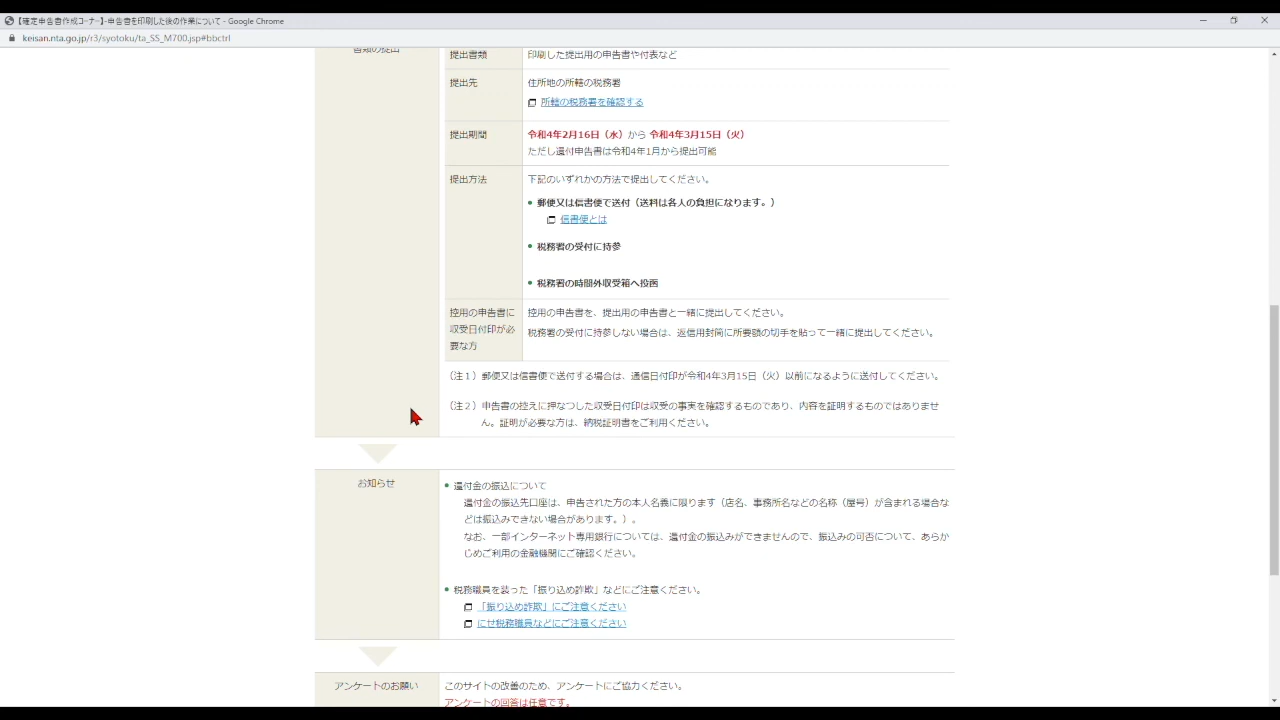 【確定申告書作成コーナー】-申告書を印刷した後の作業について - Google Chrome
keisan.nta.go.jp/r3/syotoku/ta_SS_M700.jsp#bbctrl
書類の提出
提出書類 印刷した提出用の申告書や付表など
提出先 住所地の所轄の税務署
所轄の税務署を確認する
提出期間 令和4年2月16日（水）から 令和4年3月15日（火）
ただし還付申告書は令和4年1月から提出可能
提出方法 下記のいずれかの方法で提出してください。
• 郵便又は信書便で送付（送料は各人の負担になります。）
信書便とは
• 税務署の受付に持参
• 税務署の時間外収受箱へ投函
控用の申告書に 控用の申告書を、提出用の申告書と一緒に提出してください。
収受日付印が必 税務署の受付に持参しない場合は、返信用封筒に所要額の切手を貼って一緒に提出してください。
要な方
（注１）郵便又は信書便で送付する場合は、通信日付印が令和4年3月15日（火）以前になるように送付してください。
（注２）申告書の控えに押なつした収受日付印は収受の事実を確認するものであり、内容を証明するものではありませ
ん。証明が必要な方は、納税証明書をご利用ください。
お知らせ
• 還付金の振込について
還付金の振込先口座は、申告された方の本人名義に限ります（店名、事務所名などの名称（屋号）が含まれる場合な
どは振込みできない場合があります。）。
なお、一部インターネット専用銀行については、還付金の振込みができませんので、振込みの可否について、あらか
じめご利用の金融機関にご確認ください。
• 税務職員を装った「振り込め詐欺」などにご注意ください。
「振り込め詐欺」にご注意ください
にせ税務職員などにご注意ください
アンケートのお願い このサイトの改善のため、アンケートにご協力ください。
アンケートの回答は任意です。